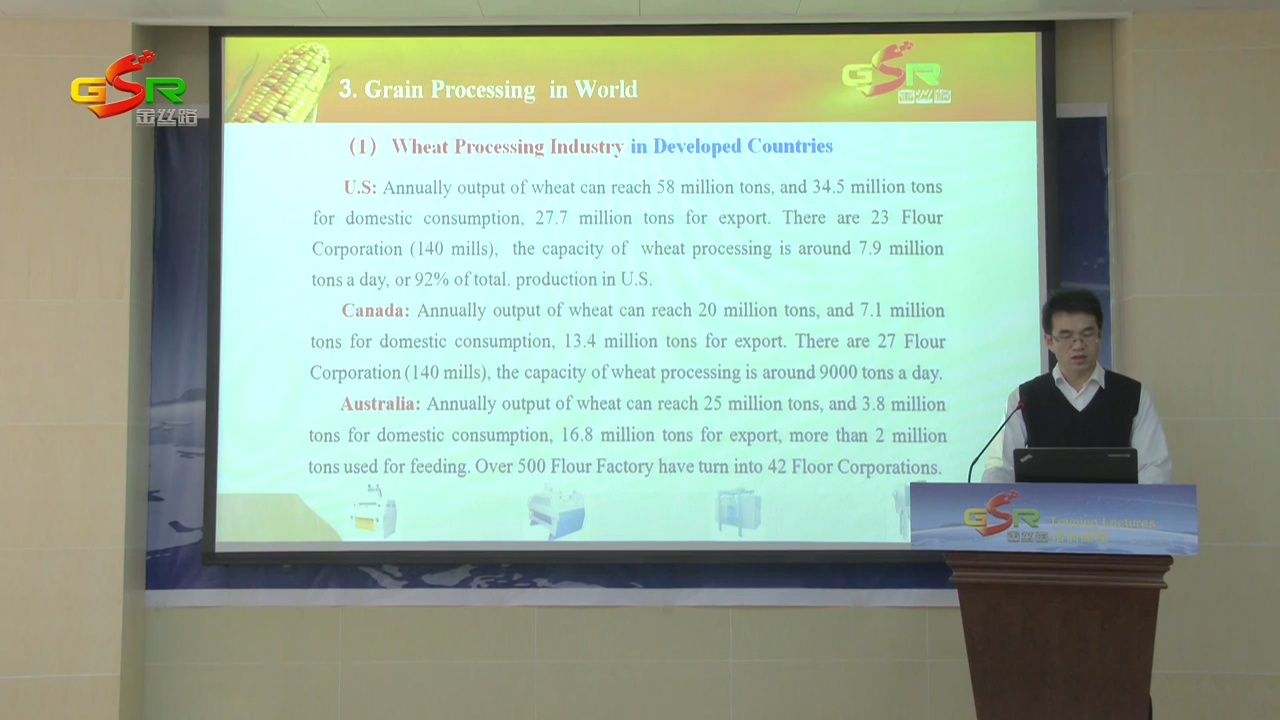 GSR
金丝路
3. Grain Processing in World
GSR
(1) Wheat Processing Industry in Developed Countries
U.S: Annually output of wheat can reach 58 million tons, and 34.5 million tons
for domestic consumption, 27.7 million tons for export. There are 23 Flour
Corporation (140 mills), the capacity of wheat processing is around 7.9 million
tons a day, or 92% of total. production in U.S.
Canada: Annually output of wheat can reach 20 million tons, and 7.1 million
tons for domestic consumption, 13.4 million tons for export. There are 27 Flour
Corporation (140 mills), the capacity of wheat processing is around 9000 tons a day.
Australia: Annually output of wheat can reach 25 million tons, and 3.8 million
tons for domestic consumption, 16.8 million tons for export, more than 2 million
tons used for feeding. Over 500 Flour Factory have turn into 42 Floor Corporations.
GSR Training Lectures
金丝路